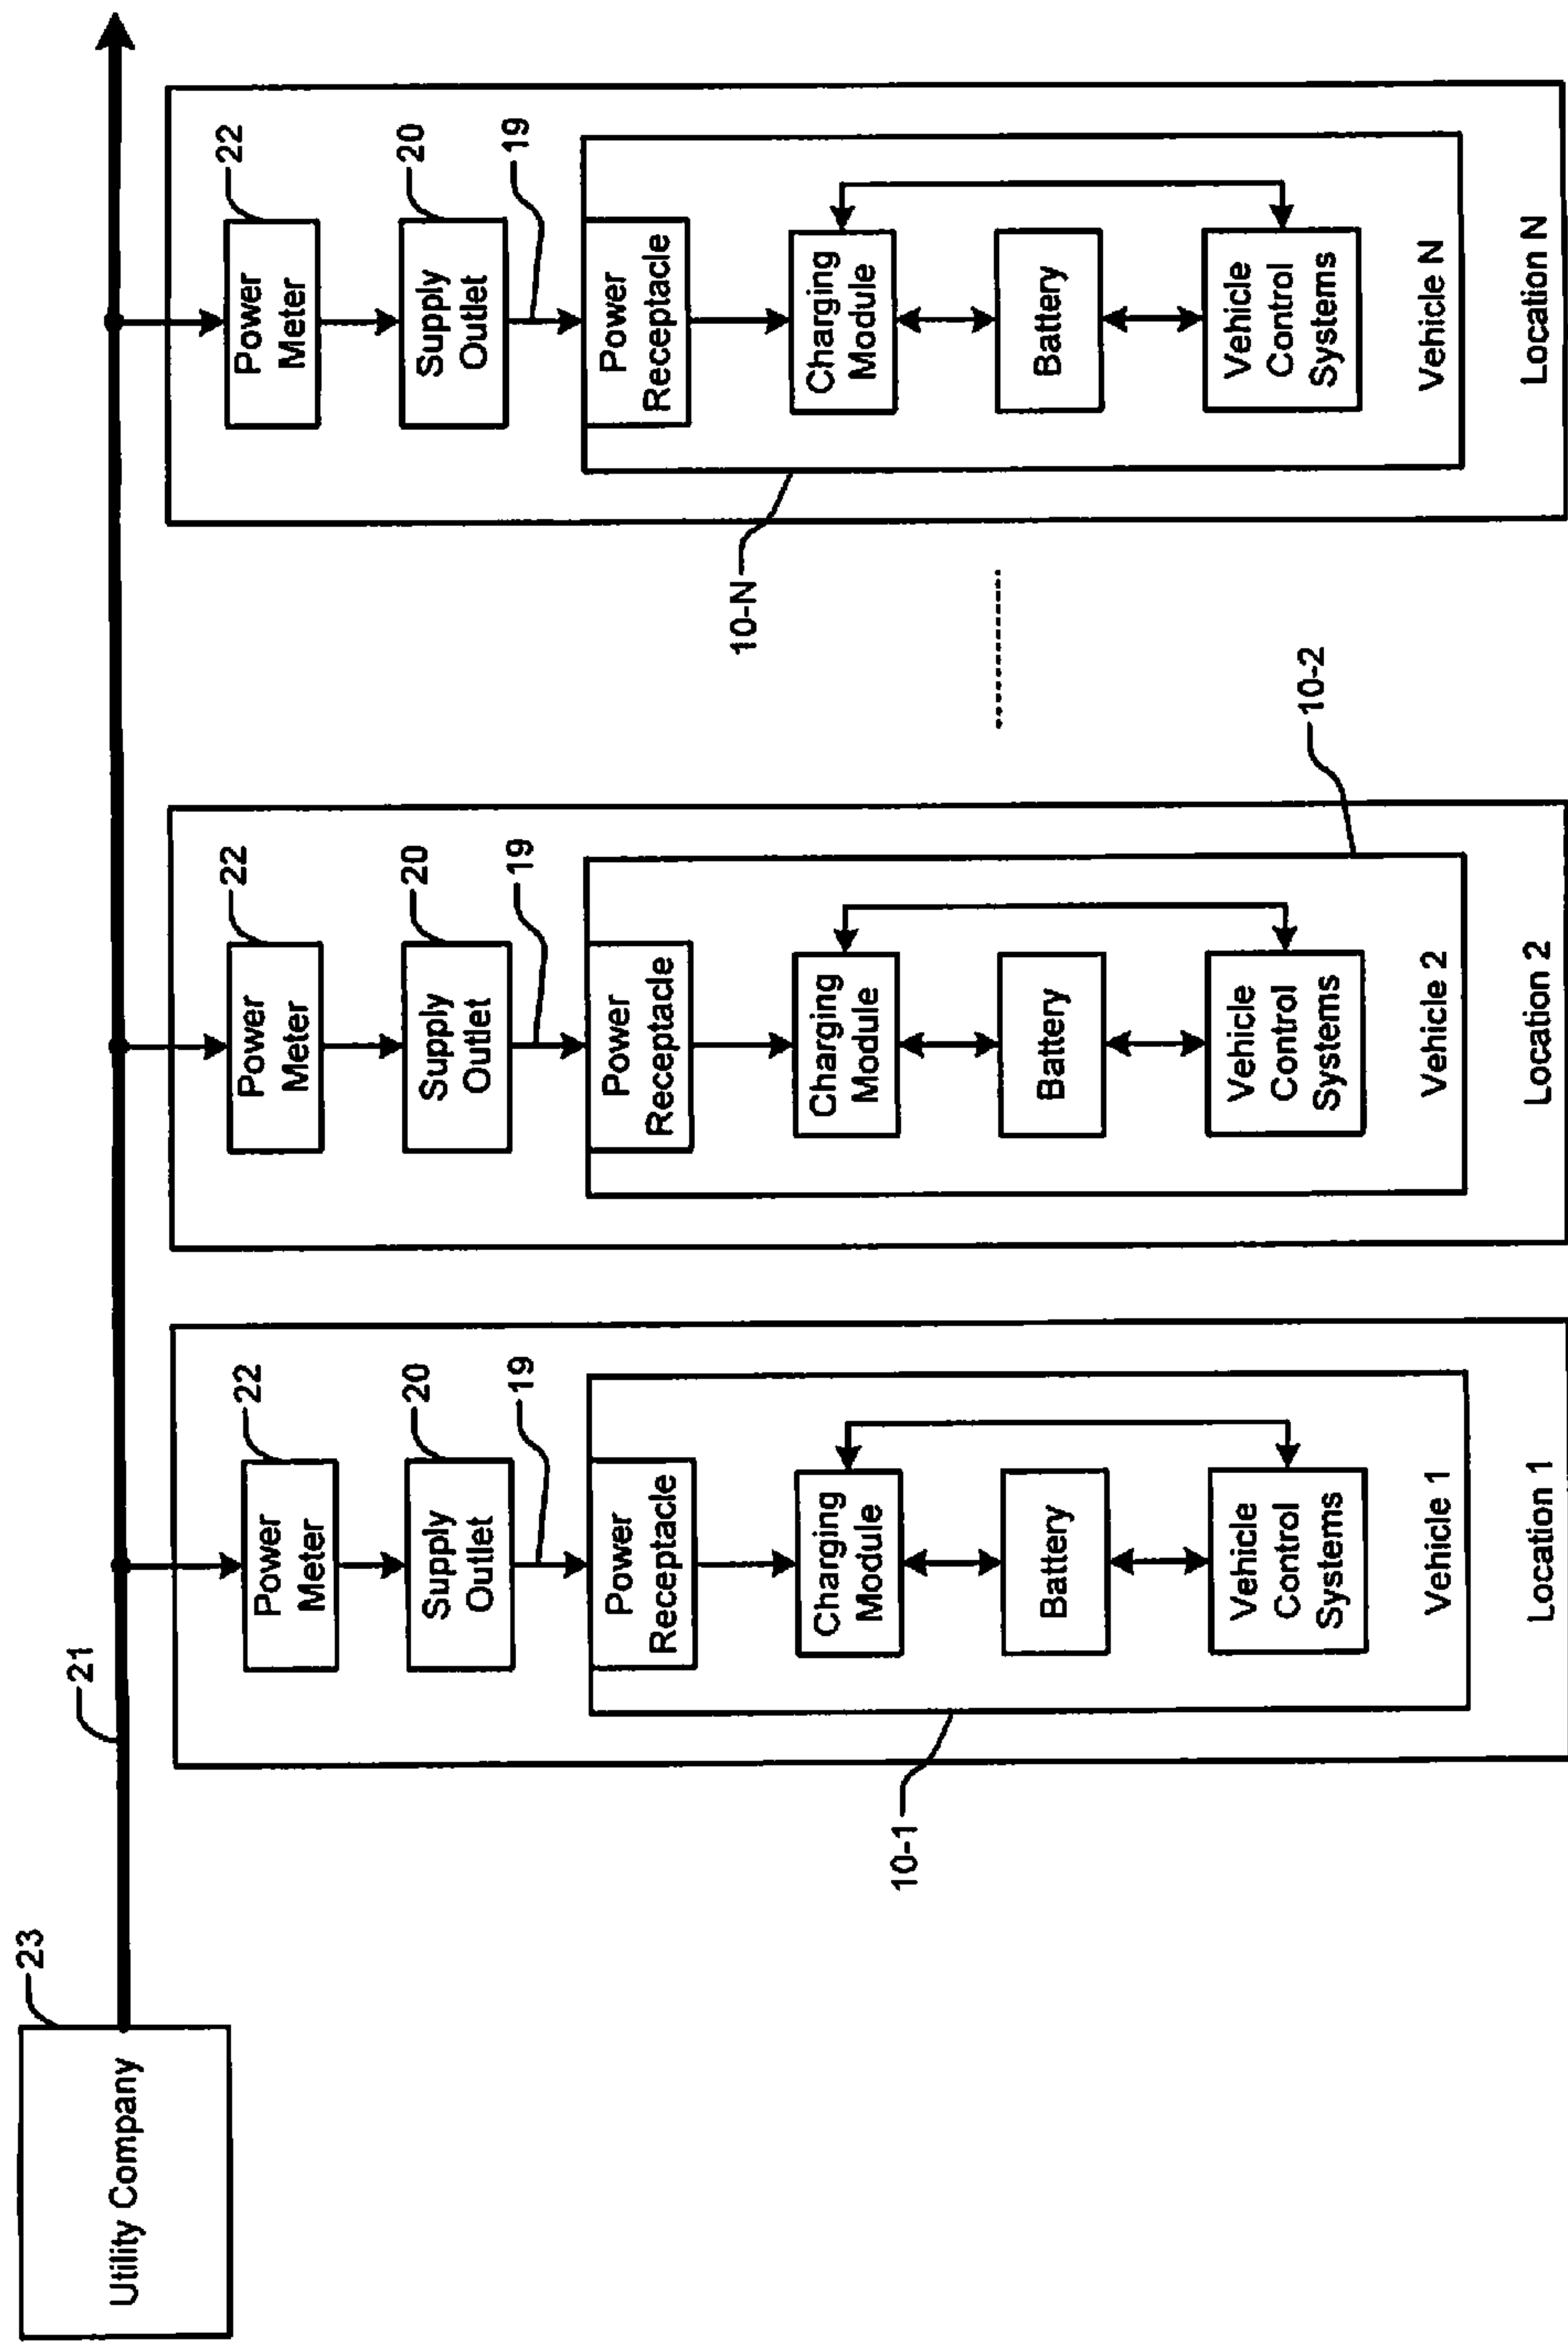 23
Utility Company
21
22
Power
Meter
20
Supply
Outlet
19
Power
Receptacle
Charging
Module
Battery
Vehicle
Control
Systems
Vehicle 1
Location 1
10-1
22
Power
Meter
20
Supply
Outlet
19
Power
Receptacle
Charging
Module
Battery
Vehicle
Control
Systems
Vehicle 2
Location 2
10-2
22
Power
Meter
20
Supply
Outlet
19
Power
Receptacle
Charging
Module
Battery
Vehicle
Control
Systems
Vehicle N
Location N
10-N